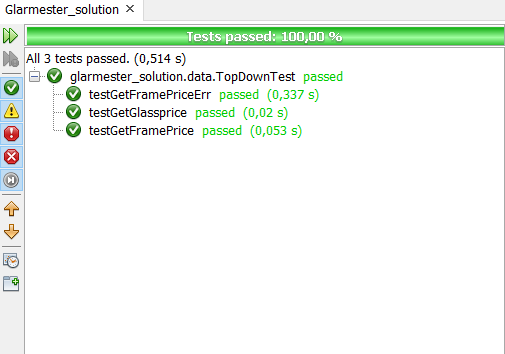 Glarmester_solution
Tests passed: 100,00 %
All 3 tests passed. (0,514 s)
glarmester_solution.data.TopDownTest passed
testGetFramePriceErr passed (0,337 s)
testGetGlassprice passed (0,02 s)
testGetFramePrice passed (0,053 s)